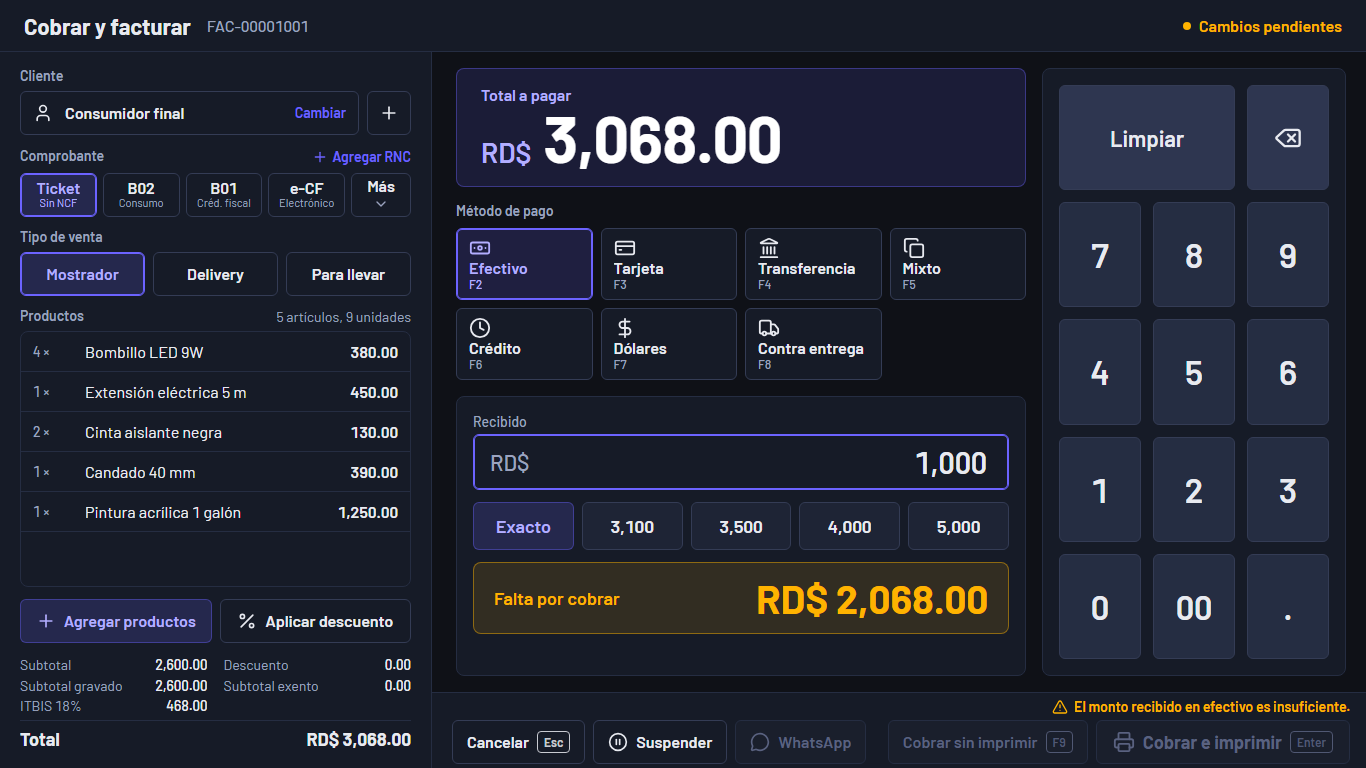 Cobrar y facturar FAC-00001001
Cambios pendientes
Cliente
Consumidor final Cambiar +
Comprobante + Agregar RNC
Ticket B02 B01 e-CF Más
Sin NCF Consumo Créd. fiscal Electrónico
Tipo de venta
Mostrador Delivery Para llevar
Productos 5 artículos, 9 unidades
4 × Bombillo LED 9W 380.00
1 × Extensión eléctrica 5 m 450.00
2 × Cinta aislante negra 130.00
1 × Candado 40 mm 390.00
1 × Pintura acrílica 1 galón 1,250.00
+ Agregar productos % Aplicar descuento
Subtotal 2,600.00 Descuento 0.00
Subtotal gravado 2,600.00 Subtotal exento 0.00
ITBIS 18% 468.00
Total RD$ 3,068.00
Total a pagar
RD$ 3,068.00
Método de pago
Efectivo Tarjeta Transferencia Mixto
F2 F3 F4 F5
Crédito Dólares Contra entrega
F6 F7 F8
Recibido
RD$ 1,000
Exacto 3,100 3,500 4,000 5,000
Falta por cobrar RD$ 2,068.00
Limpiar
7 8 9
4 5 6
1 2 3
0 00 .
El monto recibido en efectivo es insuficiente.
Cancelar Esc Suspender WhatsApp Cobrar sin imprimir F9 Cobrar e imprimir Enter